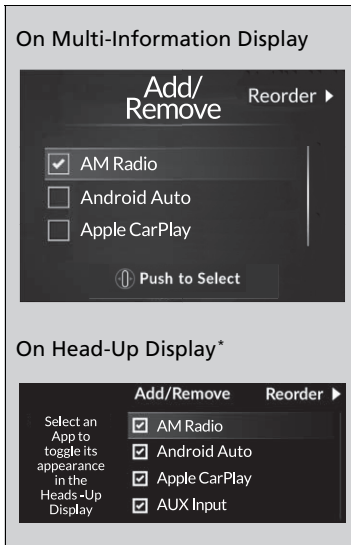 On Multi-Information Display
Add/
Remove
Reorder
AM Radio
Android Auto
Apple CarPlay
Push to Select
On Head-Up Display*
Add/Remove Reorder
Select an
App to
toggle its
appearance
in the
Heads-Up
Display
AM Radio
Android Auto
Apple CarPlay
AUX Input